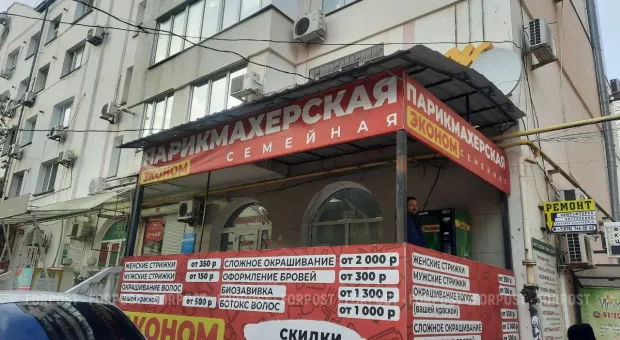 ПАРИКМАХЕРСКАЯ
ЭКОНОМ СЕМЕЙНАЯ
ПАРИКМАХЕРСКАЯ
ЭКОНОМ СЕМЕЙНАЯ
РЕМОНТ
ЖЕНСКИЕ СТРИЖКИ от 350 р
МУЖСКИЕ СТРИЖКИ от 150 р
ОКРАШИВАНИЕ ВОЛОС
(вашей краской) от 500 р
ЭКОНОМ
СЛОЖНОЕ ОКРАШИВАНИЕ от 2 000 р
ОФОРМЛЕНИЕ БРОВЕЙ от 300 р
БИОЗАВИВКА от 1 300 р
БОТОКС ВОЛОС от 1 000 р
СКИДКИ
ЖЕНСКИЕ СТРИЖКИ
МУЖСКИЕ СТРИЖКИ
ОКРАШИВАНИЕ ВОЛОС
(вашей краской)
СЛОЖНОЕ ОКРАШИВАНИЕ
FORPOST